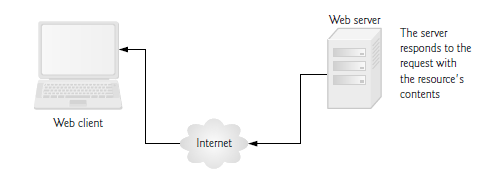 Web server
The server
responds to the
request with
the resource's
contents
Web client
Internet